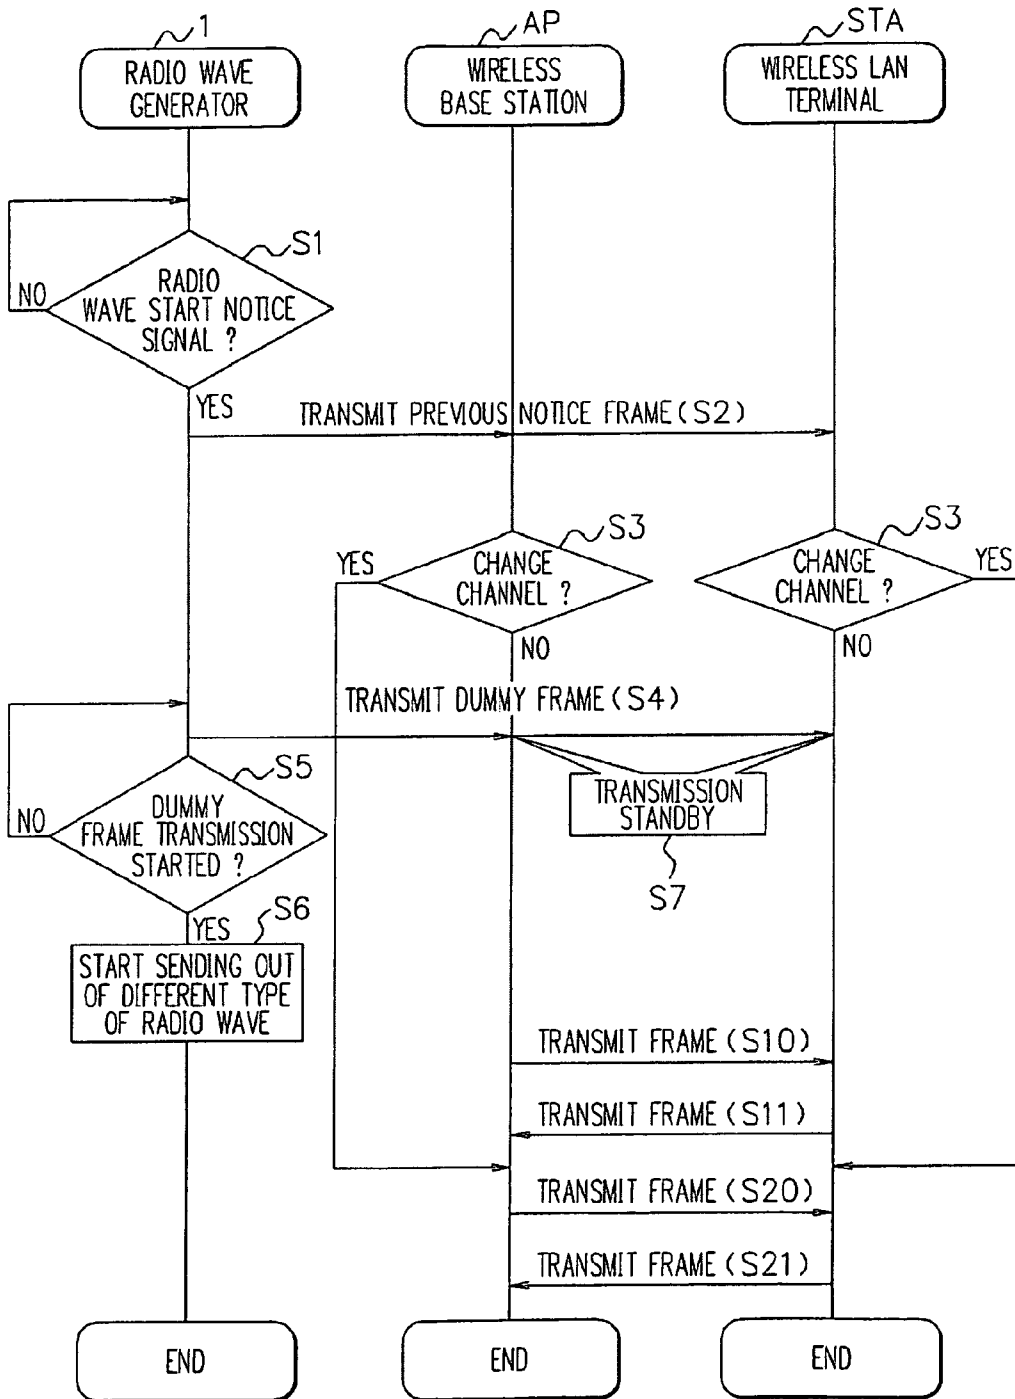 1
AP
STA
RADIO WAVE
GENERATOR
WIRELESS
BASE STATION
WIRELESS LAN
TERMINAL
S1
RADIO
WAVE START NOTICE
SIGNAL ?
NO
YES
TRANSMIT PREVIOUS NOTICE FRAME (S2)
S3
CHANGE
CHANNEL ?
YES
NO
S3
CHANGE
CHANNEL ?
YES
NO
TRANSMIT DUMMY FRAME (S4)
S5
DUMMY
FRAME TRANSMISSION
STARTED ?
NO
YES
TRANSMISSION
STANDBY
S7
S6
START SENDING OUT
OF DIFFERENT TYPE
OF RADIO WAVE
TRANSMIT FRAME (S10)
TRANSMIT FRAME (S11)
TRANSMIT FRAME (S20)
TRANSMIT FRAME (S21)
END
END
END